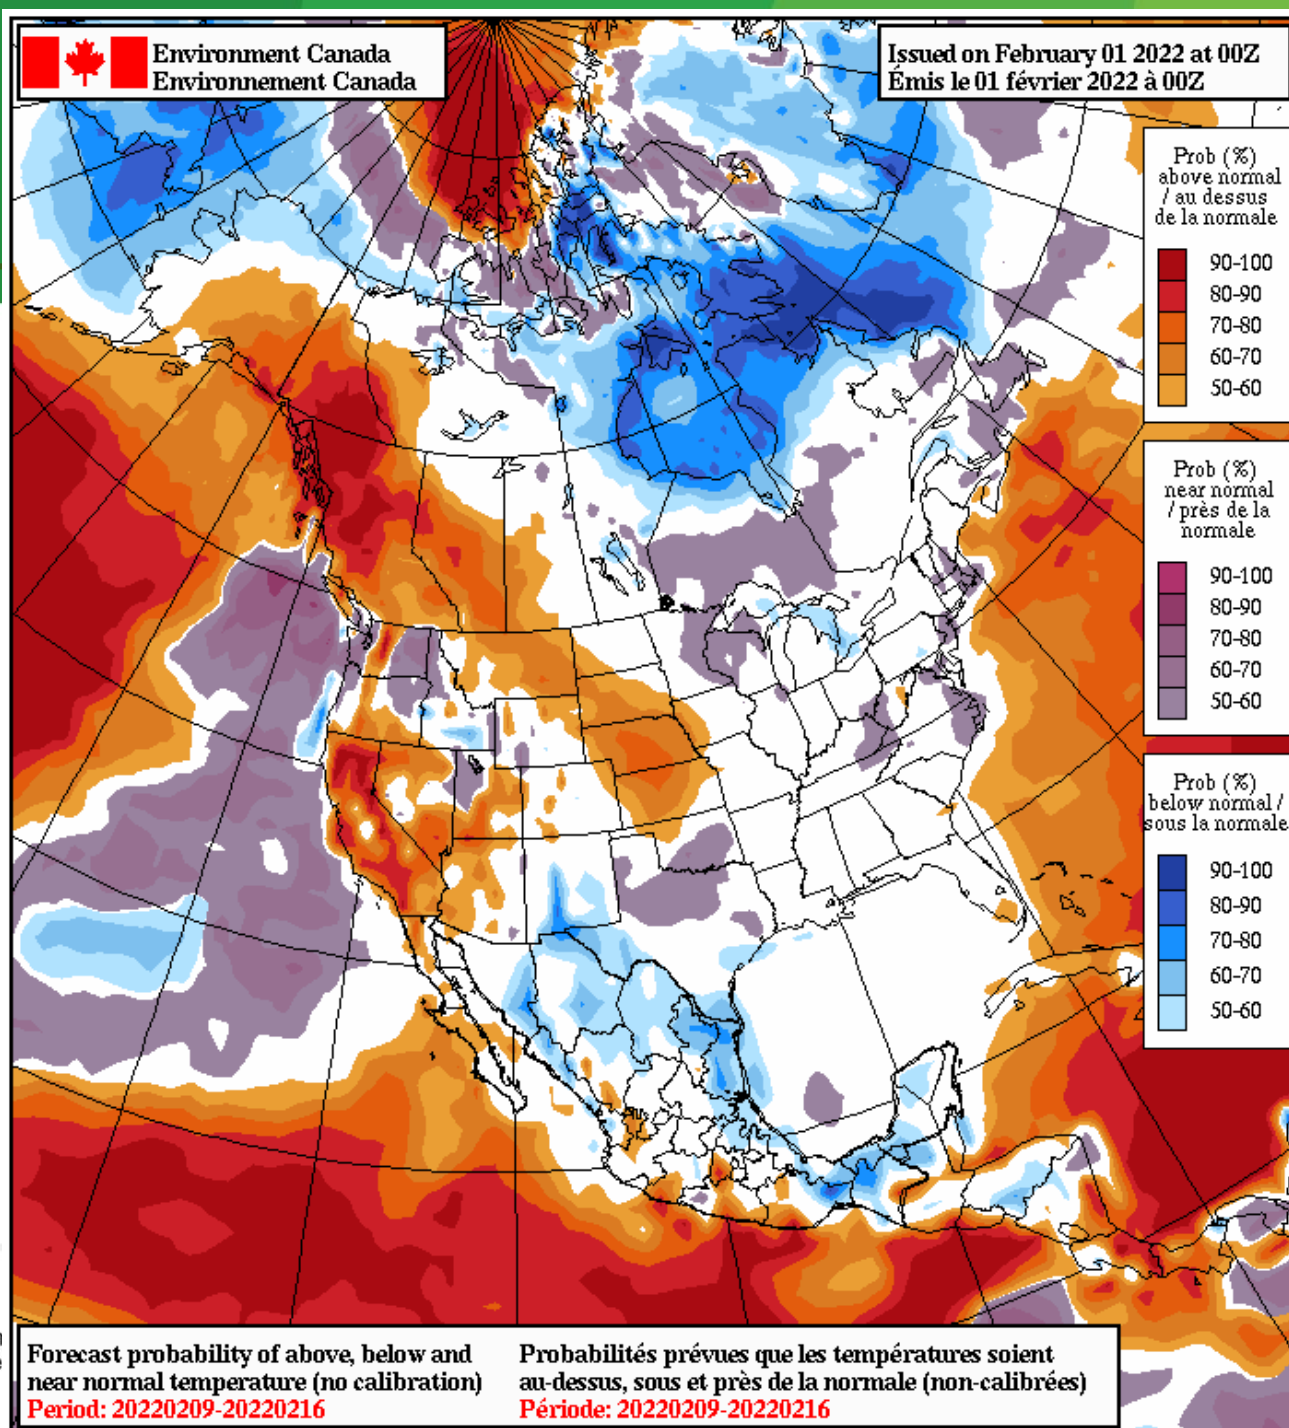 Environment Canada
Environnement Canada
Issued on February 01 2022 at 00Z
Émis le 01 février 2022 à 00Z
Prob (%)
above normal
/ au dessus
de la normale
90-100
80-90
70-80
60-70
50-60
Prob (%)
near normal
/ près de la
normale
90-100
80-90
70-80
60-70
50-60
Prob (%)
below normal /
sous la normale
90-100
80-90
70-80
60-70
50-60
Forecast probability of above, below and
near normal temperature (no calibration)
Period: 20220209-20220216
Probabilités prévues que les températures soient
au-dessus, sous et près de la normale (non-calibrées)
Période: 20220209-20220216